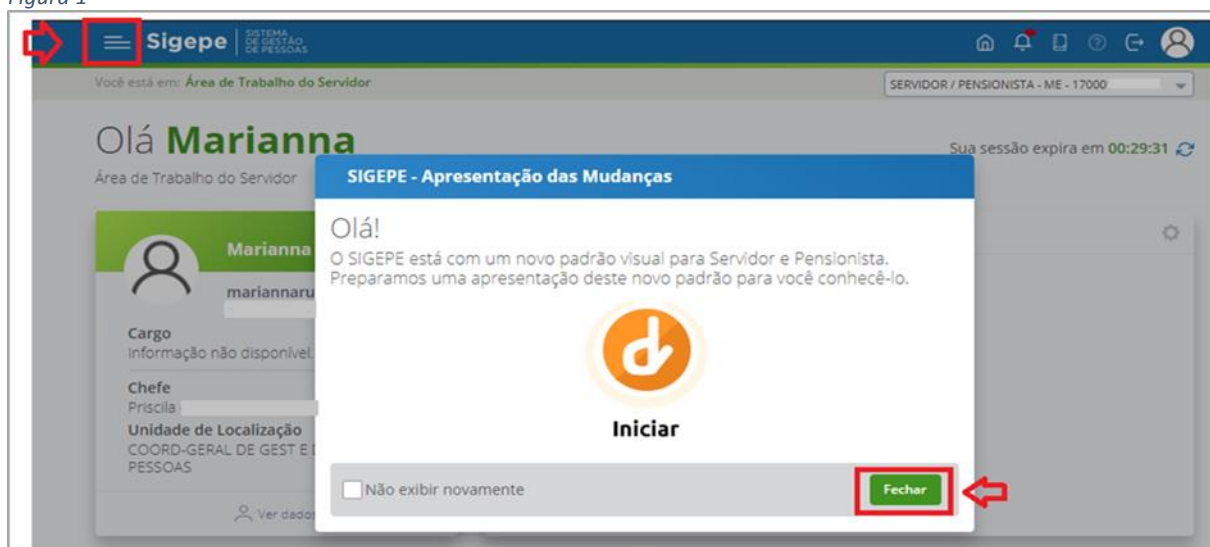 Figura 1
Sigepe | SISTEMA DE GESTÃO DE PESSOAS
Você está em: Área de Trabalho do Servidor
SERVIDOR / PENSIONISTA - ME - 17000
Olá Marianna
Sua sessão expira em 00:29:31
Área de Trabalho do Servidor
SIGEPE - Apresentação das Mudanças
Olá!
O SIGEPE está com um novo padrão visual para Servidor e Pensionista.
Preparamos uma apresentação deste novo padrão para você conhecê-lo.
Marianna
mariannaru
Cargo
Informação não disponível.
Chefe
Priscila
Unidade de Localização
COORD-GERAL DE GEST E
PESSOAS
Ver dados
Iniciar
Não exibir novamente
Fechar